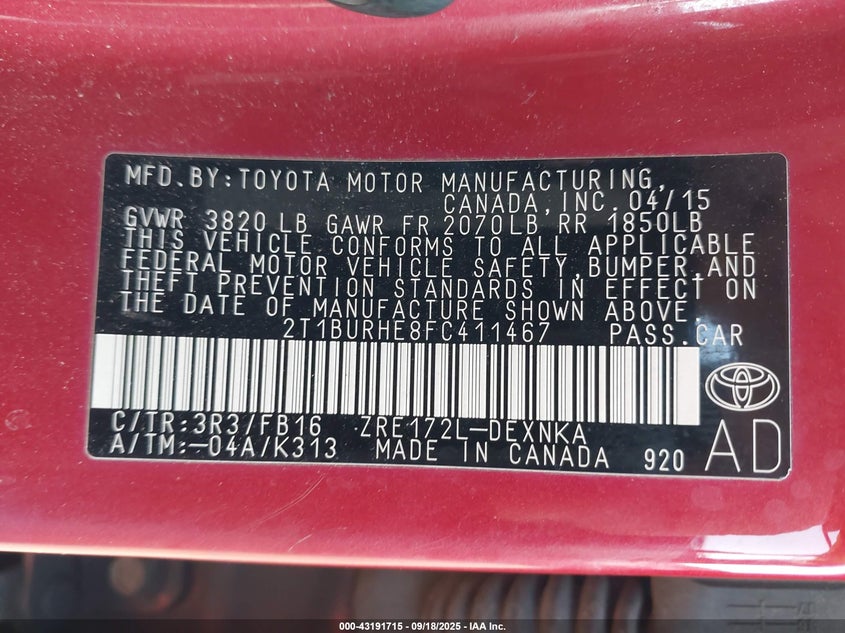 MFD.BY:TOYOTA MOTOR MANUFACTURING,
CANADA,INC. 04/15
GVWR 3820 LB GAWR FR 2070LB RR 1850LB
THIS VEHICLE CONFORMS TO ALL APPLICABLE
FEDERAL MOTOR VEHICLE SAFETY,BUMPER,AND
THEFT PREVENTION STANDARDS IN EFFECT ON
THE DATE OF MANUFACTURE SHOWN ABOVE.
2T1BURHE8FC411467 PASS.CAR
C/TR:3R3/FB16 ZRE172L-DEXNKA
A/TM:-04A/K313 MADE IN CANADA 920 AD
000-43191715 - 09/18/2025 - IAA Inc.